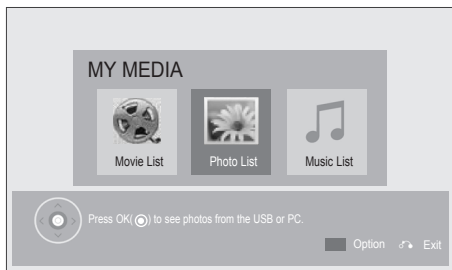 MY MEDIA
Movie List Photo List Music List
Press OK(◉) to see photos from the USB or PC.
Option Exit